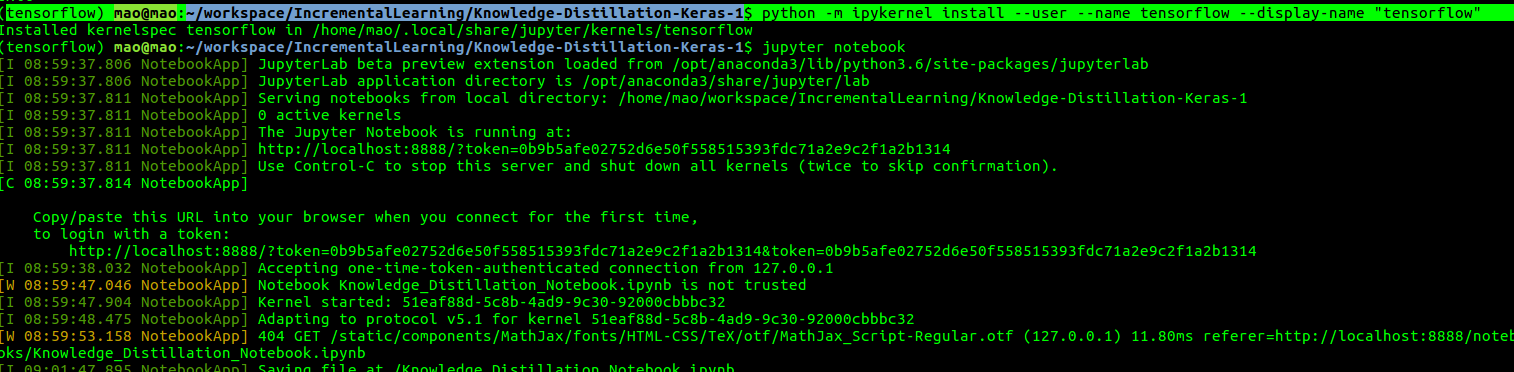 (tensorflow) mao@mao:~/workspace/IncrementalLearning/Knowledge-Distillation-Keras-1$ python -m ipykernel install --user --name tensorflow --display-name "tensorflow"
Installed kernelspec tensorflow in /home/mao/.local/share/jupyter/kernels/tensorflow
(tensorflow) mao@mao:~/workspace/IncrementalLearning/Knowledge-Distillation-Keras-1$ jupyter notebook
[I 08:59:37.806 NotebookApp] JupyterLab beta preview extension loaded from /opt/anaconda3/lib/python3.6/site-packages/jupyterlab
[I 08:59:37.806 NotebookApp] JupyterLab application directory is /opt/anaconda3/share/jupyter/lab
[I 08:59:37.811 NotebookApp] Serving notebooks from local directory: /home/mao/workspace/IncrementalLearning/Knowledge-Distillation-Keras-1
[I 08:59:37.811 NotebookApp] 0 active kernels
[I 08:59:37.811 NotebookApp] The Jupyter Notebook is running at:
[I 08:59:37.811 NotebookApp] http://localhost:8888/?token=0b9b5afe02752d6e50f558515393fdc71a2e9c2f1a2b1314
[I 08:59:37.811 NotebookApp] Use Control-C to stop this server and shut down all kernels (twice to skip confirmation).
[C 08:59:37.814 NotebookApp]
Copy/paste this URL into your browser when you connect for the first time,
to login with a token:
http://localhost:8888/?token=0b9b5afe02752d6e50f558515393fdc71a2e9c2f1a2b1314&token=0b9b5afe02752d6e50f558515393fdc71a2e9c2f1a2b1314
[I 08:59:38.032 NotebookApp] Accepting one-time-token-authenticated connection from 127.0.0.1
[W 08:59:47.046 NotebookApp] Notebook Knowledge_Distillation_Notebook.ipynb is not trusted
[I 08:59:47.904 NotebookApp] Kernel started: 51eaf88d-5c8b-4ad9-9c30-92000cbbbc32
[I 08:59:48.475 NotebookApp] Adapting to protocol v5.1 for kernel 51eaf88d-5c8b-4ad9-9c30-92000cbbbc32
[W 08:59:53.158 NotebookApp] 404 GET /static/components/MathJax/fonts/HTML-CSS/TeX/otf/MathJax_Script-Regular.otf (127.0.0.1) 11.80ms referer=http://localhost:8888/noteb
ooks/Knowledge_Distillation_Notebook.ipynb
[I 09:01:47.895 NotebookApp] Saving file at /Knowledge_Distillation_Notebook.ipynb